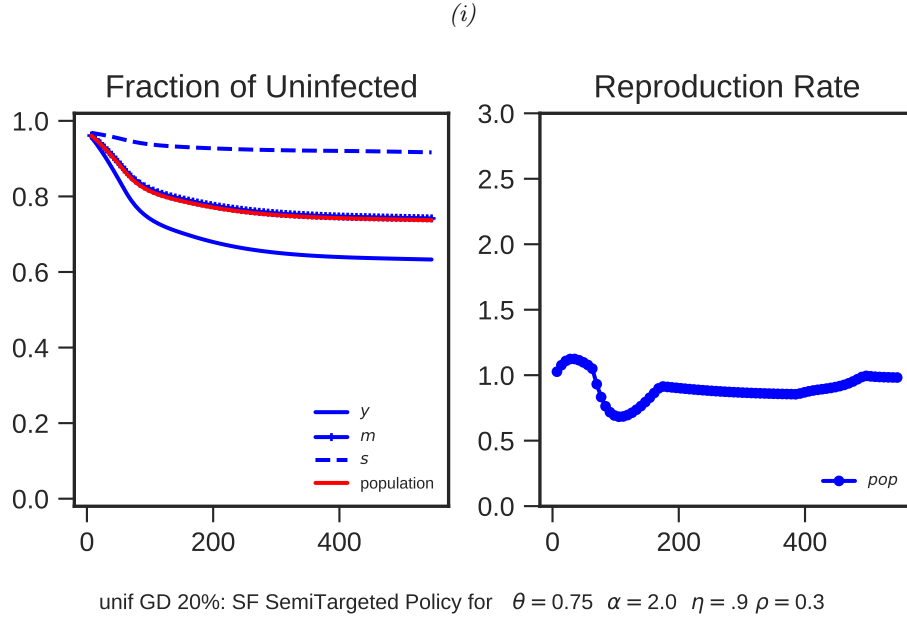 (i)
Fraction of Uninfected
Reproduction Rate
1.0
0.8
0.6
0.4
0.2
0.0
0
200
400
y
m
s
population
3.0
2.5
2.0
1.5
1.0
0.5
0.0
0
200
400
pop
unif GD 20%: SF SemiTargeted Policy for θ = 0.75 α = 2.0 η = .9 ρ = 0.3